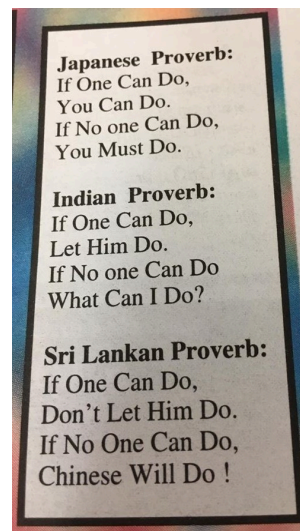 Japanese Proverb:
If One Can Do,
You Can Do.
If No one Can Do,
You Must Do.
Indian Proverb:
If One Can Do,
Let Him Do.
If No one Can Do
What Can I Do?
Sri Lankan Proverb:
If One Can Do,
Don't Let Him Do.
If No One Can Do,
Chinese Will Do !